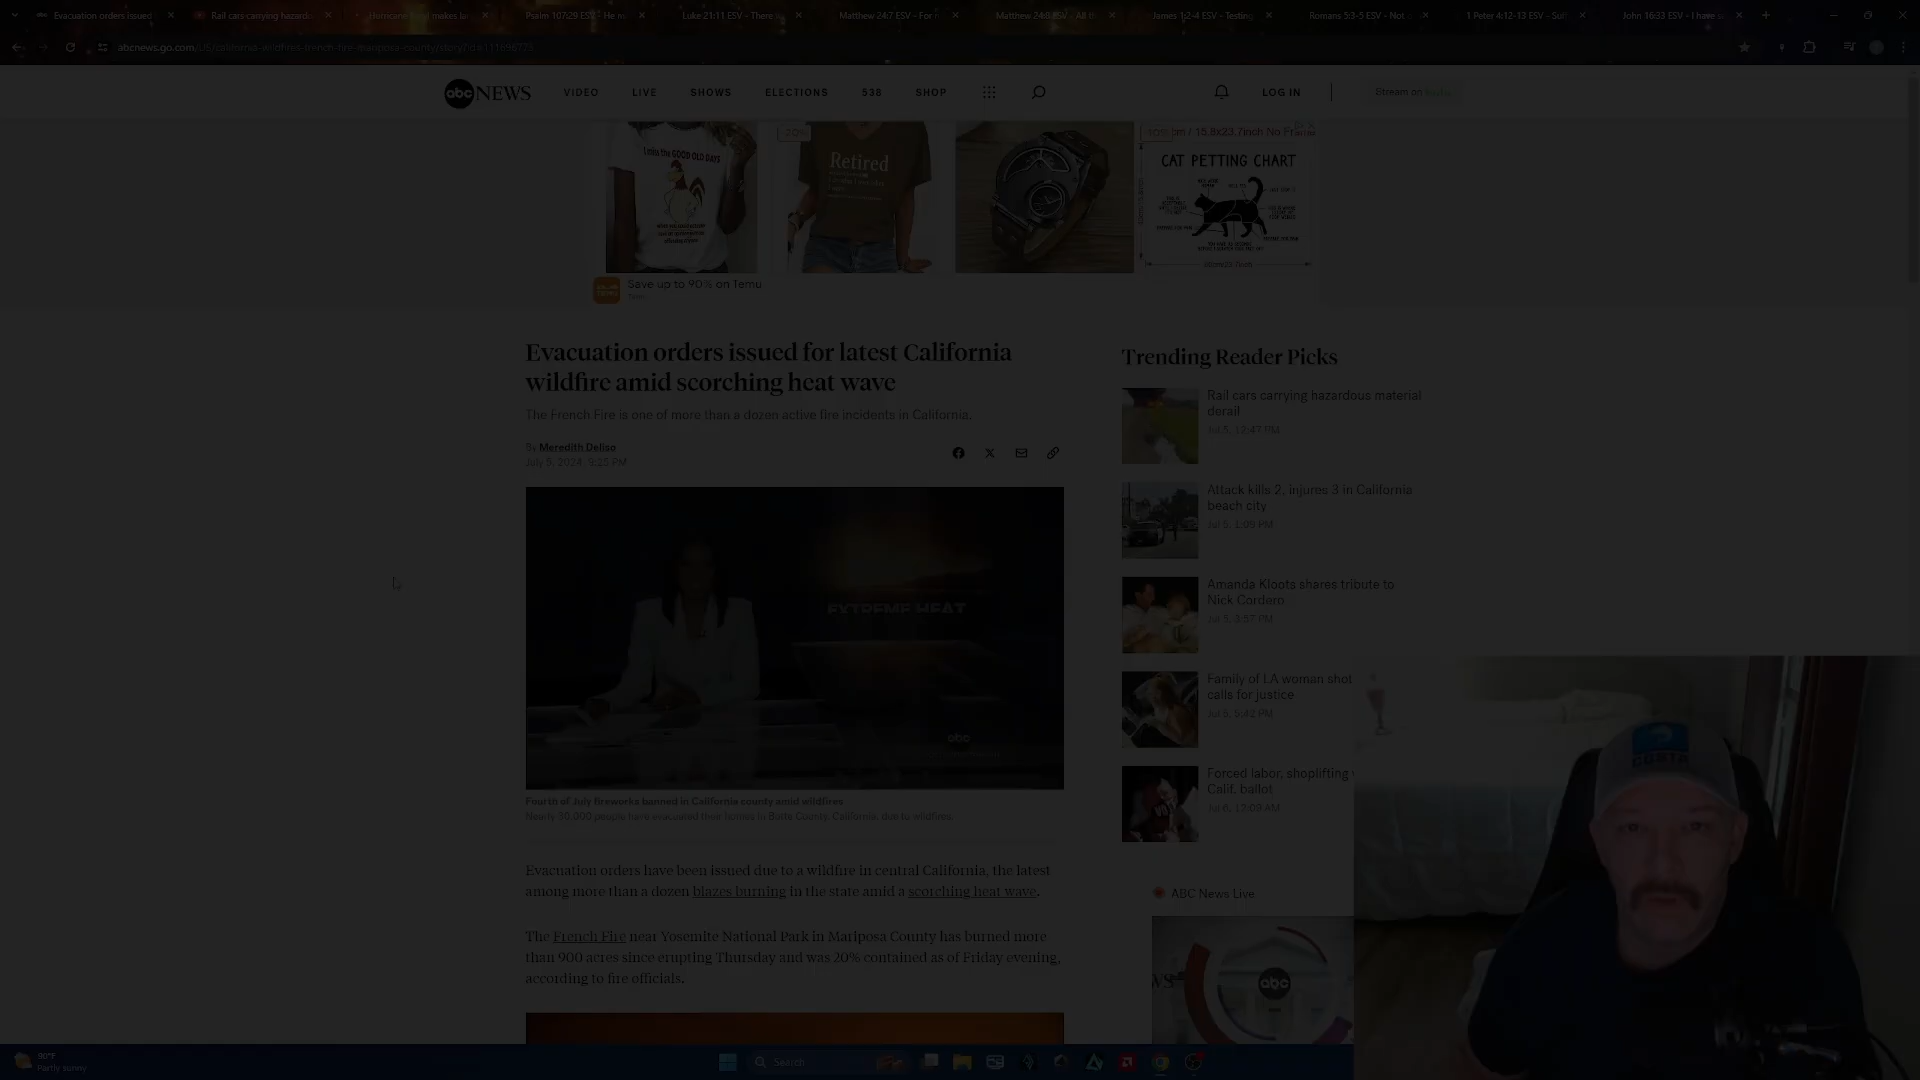 Evacuation orders issued
Rail cars carrying hazardo
Hurricane Beryl makes la
Psalm 107:29 ESV - He m
Luke 21:11 ESV - There
Matthew 24:7 ESV - For
Matthew 24:8 ESV - All
James 1:2-4 ESV - Testing
Romans 5:3-5 ESV - Not
1 Peter 4:12-13 ESV - Suf
John 16:33 ESV - I have s
abcnews.go.com/US/california-wildfires-french-fire-mariposa-county/story?id=111696775
abc NEWS
VIDEO
LIVE
SHOWS
ELECTIONS
538
SHOP
LOG IN
Stream on hulu
I miss the GOOD OLD DAYS
-20%
Retired
CAT PETTING CHART
Save up to 90% on Temu
Temu
Evacuation orders issued for latest California
wildfire amid scorching heat wave
The French Fire is one of more than a dozen active fire incidents in California.
By Meredith Deliso
July 5, 2024, 9:25 PM
EXTREME HEAT
abc
Fourth of July fireworks banned in California county amid wildfires
Nearly 30,000 people have evacuated their homes in Butte County, California, due to wildfires.
Evacuation orders have been issued due to a wildfire in central California, the latest
among more than a dozen blazes burning in the state amid a scorching heat wave.
The French Fire near Yosemite National Park in Mariposa County has burned more
than 900 acres since erupting Thursday and was 20% contained as of Friday evening,
according to fire officials.
Trending Reader Picks
Rail cars carrying hazardous material
derail
Jul 5, 12:47 PM
Attack kills 2, injures 3 in California
beach city
Jul 5, 1:09 PM
Amanda Kloots shares tribute to
Nick Cordero
Jul 5, 3:57 PM
Family of LA woman shot
calls for justice
Jul 5, 5:42 PM
Forced labor, shoplifting
Calif. ballot
Jul 6, 12:09 AM
ABC News Live
abc
COSTA
90°F
Partly sunny
Search